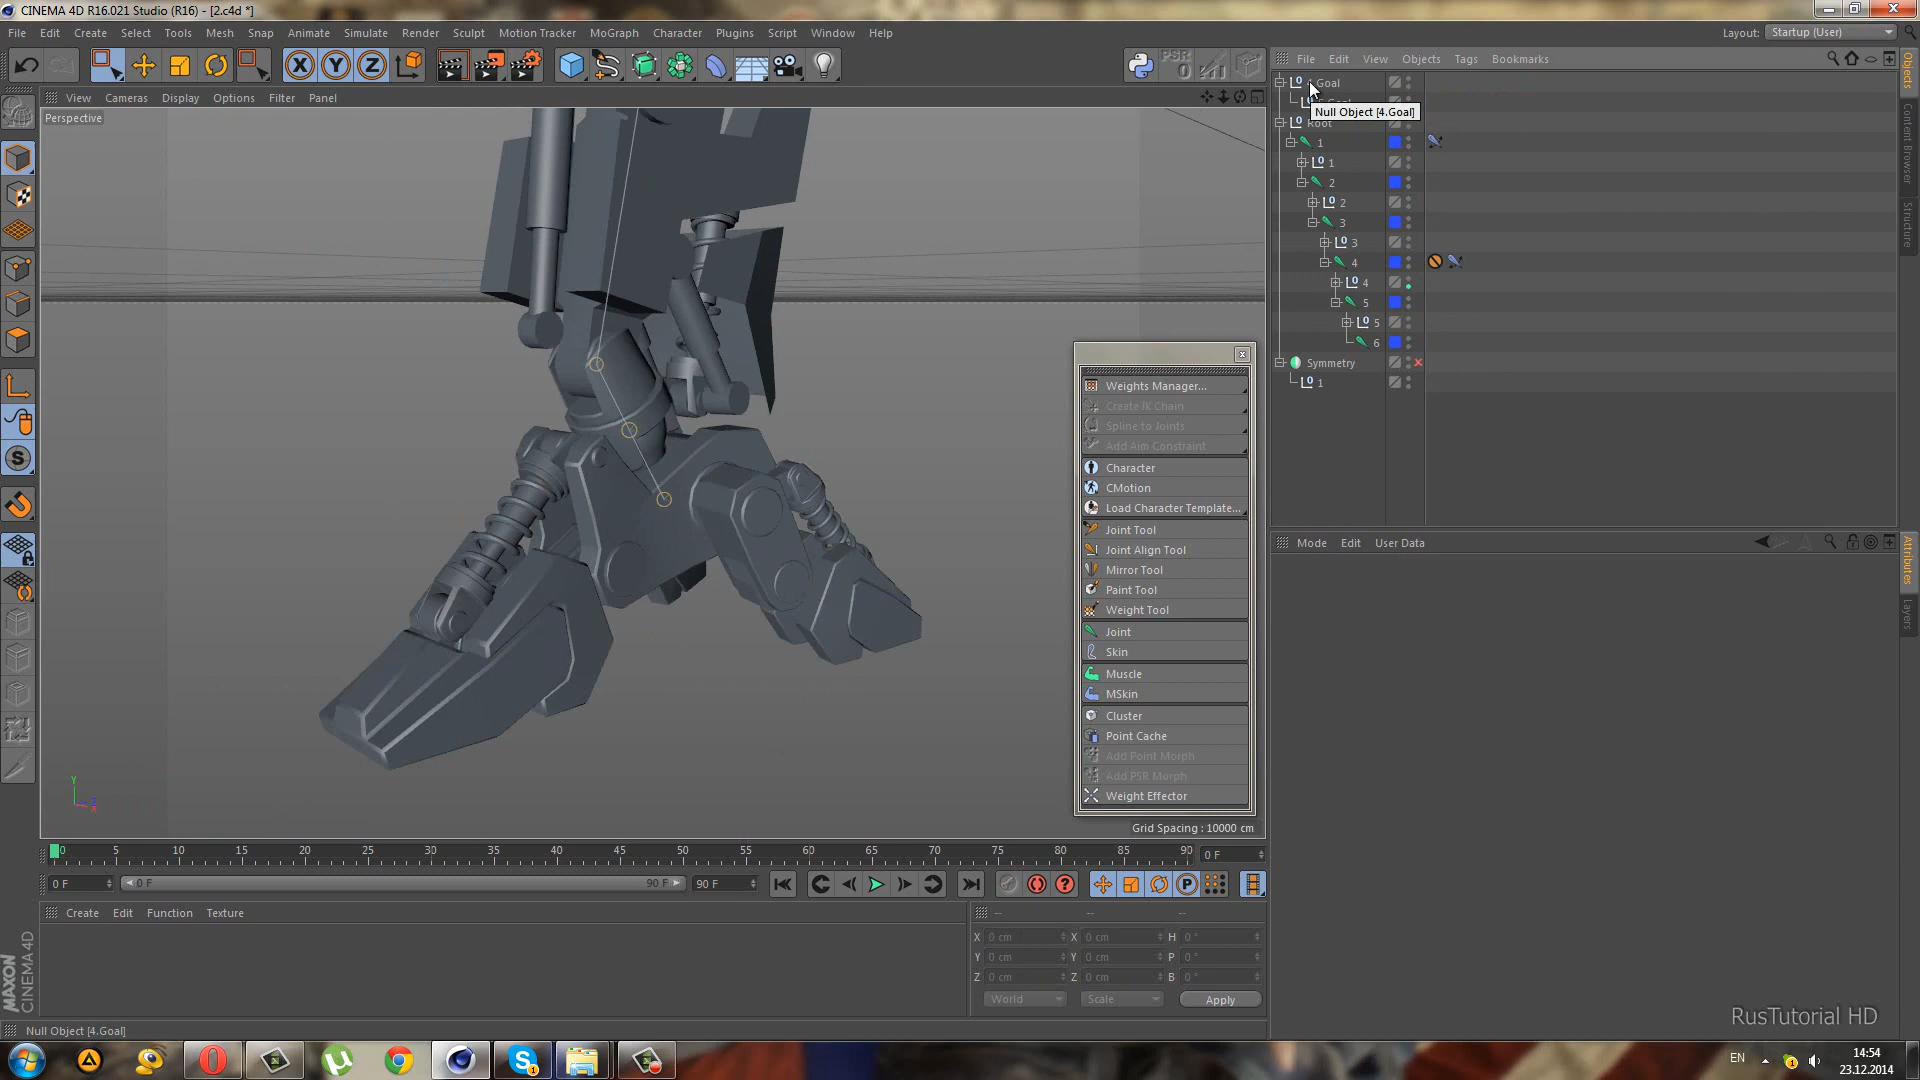 CINEMA 4D R16.021 Studio (R16) - [2.c4d *]
File Edit Create Select Tools Mesh Snap Animate Simulate Render Sculpt Motion Tracker MoGraph Character Plugins Script Window Help
Layout: Startup (User)
X Y Z
PSR
0
File Edit View Objects Tags Bookmarks
View Cameras Display Options Filter Panel
Perspective
Goal
Null Object [4.Goal]
Root
1
1
2
2
3
3
4
4
5
5
6
Symmetry
1
Objects
Content Browser
Structure
Attributes
Layers
Mode Edit User Data
Weights Manager...
Create IK Chain
Spline to Joints
Add Aim Constraint
Character
CMotion
Load Character Template...
Joint Tool
Joint Align Tool
Mirror Tool
Paint Tool
Weight Tool
Joint
Skin
Muscle
MSkin
Cluster
Point Cache
Add Point Morph
Add PSR Morph
Weight Effector
Y
Grid Spacing : 10000 cm
0 5 10 15 20 25 30 35 40 45 50 55 60 65 70 75 80 85 90 0 F
0 F 0 F 90 F 90 F
Create Edit Function Texture
-- -- --
X 0 cm X 0 cm H 0 °
Y 0 cm Y 0 cm P 0 °
Z 0 cm Z 0 cm B 0 °
World Scale Apply
MAXON
CINEMA 4D
RusTutorial HD
Null Object [4.Goal]
EN 14:54
23.12.2014